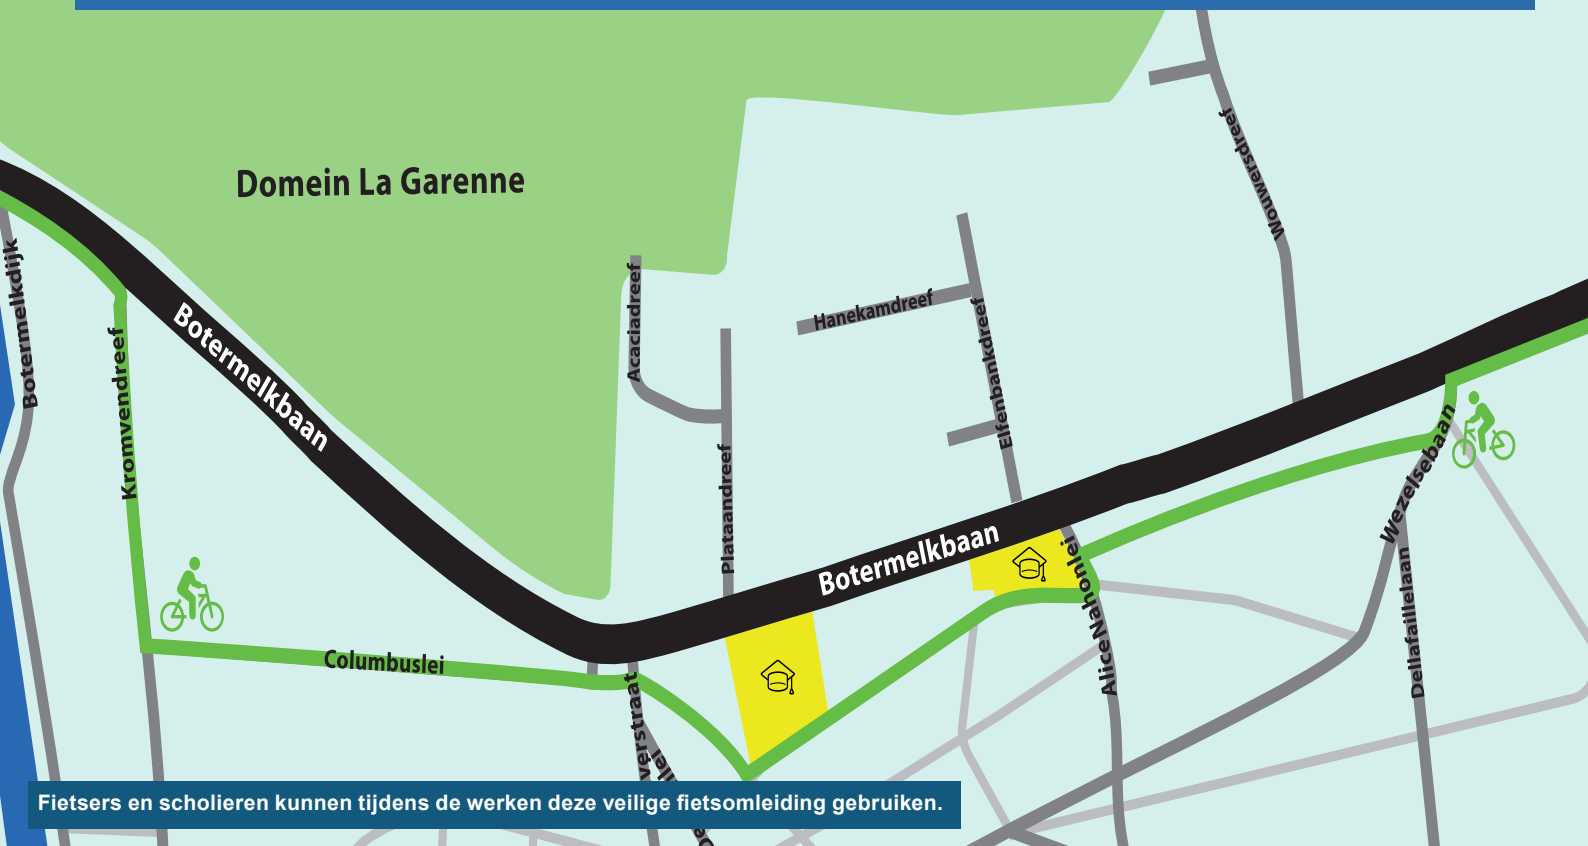 Domein La Garenne
Wouwersdreef
Botermelkdijk
Acaciadreef
Hanekamdreef
Elfenbankdreef
Kromvendreef
Botermelkbaan
Plataandreef
Botermelkbaan
Wezelsebaan
AliceNahonlei
Dellafaillelaan
Columbuslei
Fietsers en scholieren kunnen tijdens de werken deze veilige fietsomleiding gebruiken.